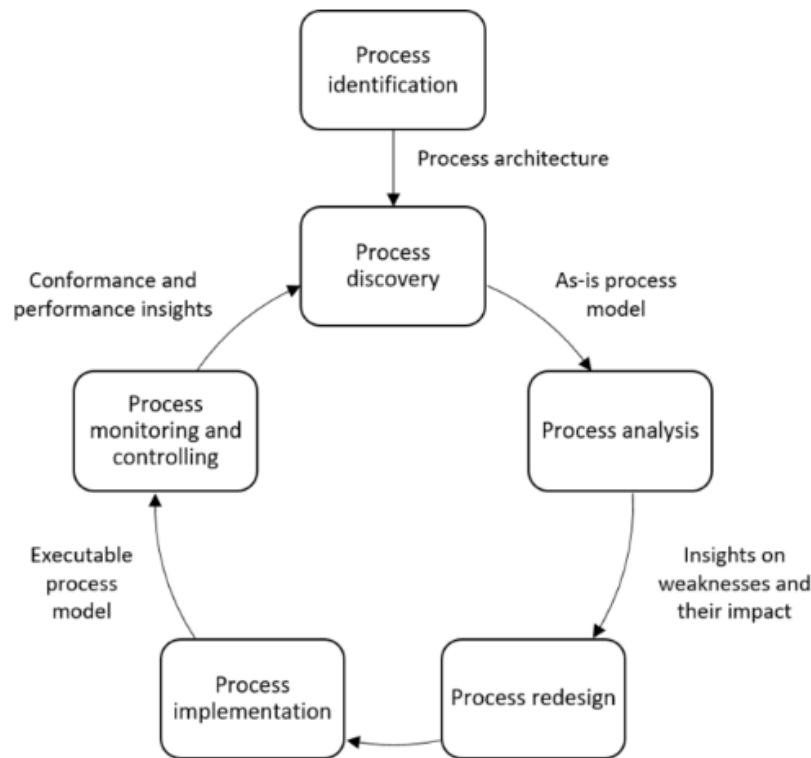 Process
identification
Process architecture
Process
discovery
Conformance and
performance insights
As-is process
model
Process
monitoring and
controlling
Process analysis
Executable
process
model
Insights on
weaknesses and
their impact
Process
implementation
Process redesign